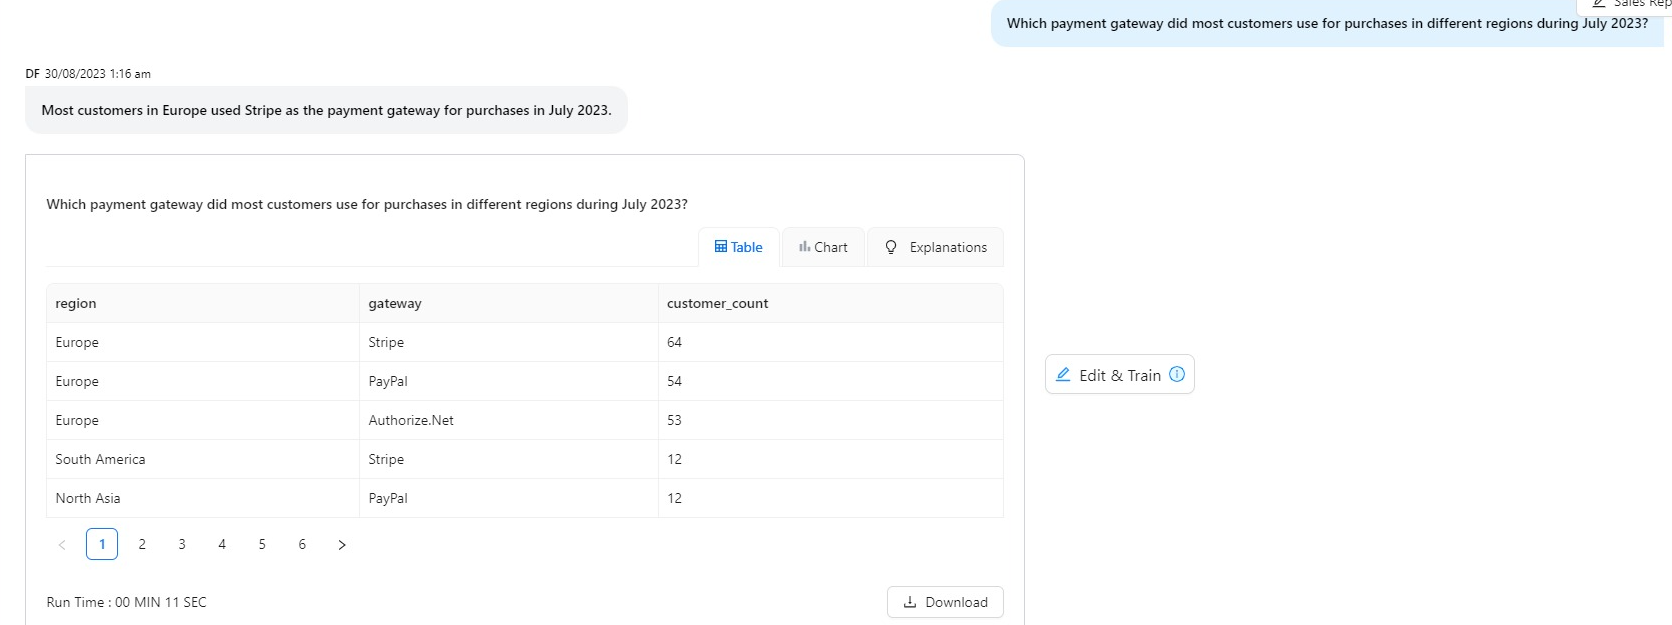 Sales Rep
Which payment gateway did most customers use for purchases in different regions during July 2023?
DF 30/08/2023 1:16 am
Most customers in Europe used Stripe as the payment gateway for purchases in July 2023.
Which payment gateway did most customers use for purchases in different regions during July 2023?
Table Chart Explanations
region gateway customer_count
Europe Stripe 64
Europe PayPal 54
Europe Authorize.Net 53
South America Stripe 12
North Asia PayPal 12
Edit & Train
< 1 2 3 4 5 6 >
Run Time : 00 MIN 11 SEC
Download